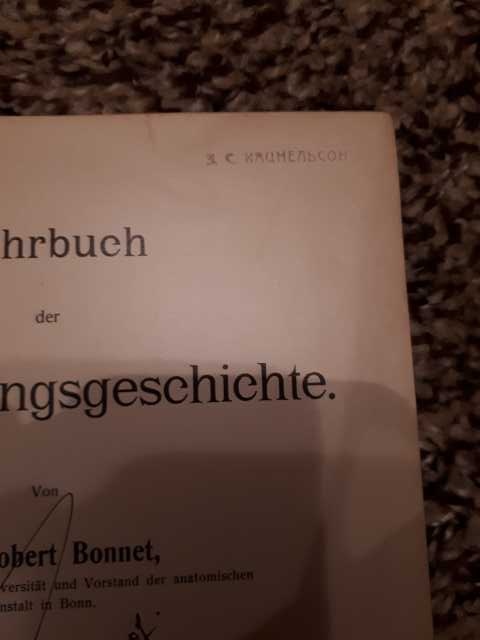 З. С. КАЦНЕЛЬСОН
hrbuch
der
ngsgeschichte.
Von
obert Bonnet,
versität und Vorstand der anatomischen
nstalt in Bonn.